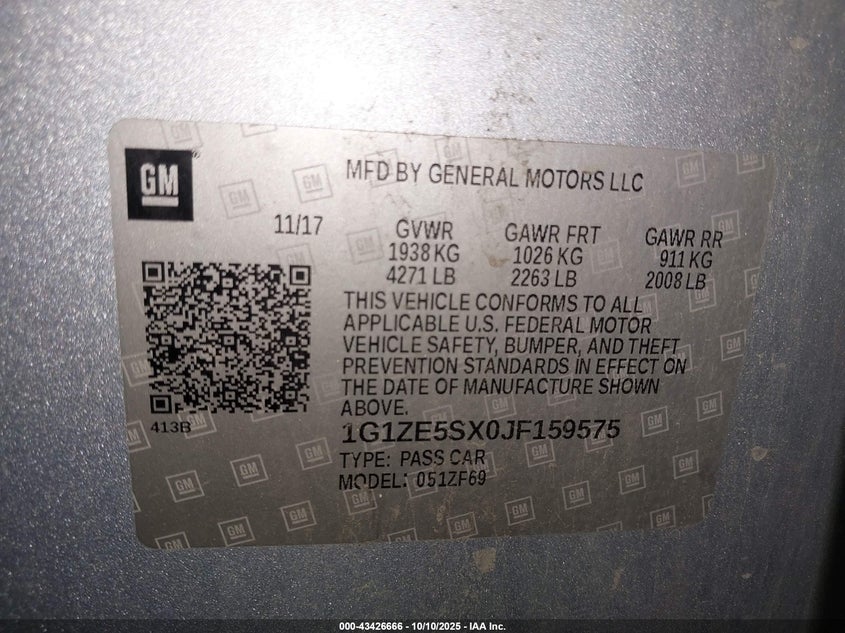 GM
MFD BY GENERAL MOTORS LLC
11/17
GVWR GAWR FRT GAWR RR
1938 KG 1026 KG 911 KG
4271 LB 2263 LB 2008 LB
THIS VEHICLE CONFORMS TO ALL
APPLICABLE U.S. FEDERAL MOTOR
VEHICLE SAFETY, BUMPER, AND THEFT
PREVENTION STANDARDS IN EFFECT ON
THE DATE OF MANUFACTURE SHOWN
ABOVE.
413B
1G1ZE5SX0JF159575
TYPE: PASS CAR
MODEL: 051ZF69
000-43426666 - 10/10/2025 - IAA Inc.